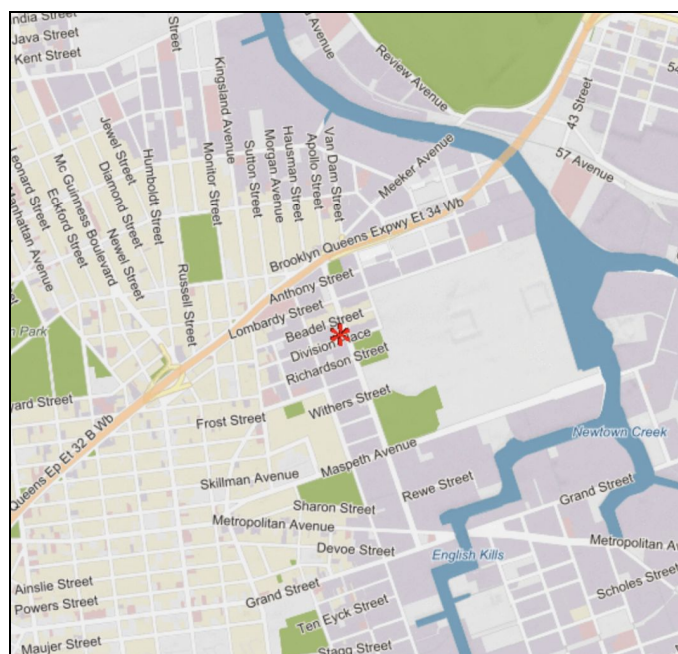 India Street
Java Street
Kent Street
Street
Kingsland Avenue
Avenue
Review Avenue
43 Street
54
57 Avenue
Meeker Avenue
Van Dam Street
Apollo Street
Hausman Street
Morgan Avenue
Sutton Street
Monitor Street
Humboldt Street
Jewel Street
Diamond Street
Mc Guinness Boulevard
Newel Street
Eckford Street
Leonard Street
Manhattan Avenue
Russell Street
Brooklyn Queens Expwy Et 34 Wb
Anthony Street
Lombardy Street
Beadel Street
Division Place
Richardson Street
Park
yard Street
Queens Ep Et 32 B Wb
Frost Street
Withers Street
Newtown Creek
Maspeth Avenue
Skillman Avenue
Rewe Street
Grand Street
Sharon Street
Metropolitan Avenue
Devoe Street
English Kills
Metropolitan Av
Scholes Street
Ainslie Street
Powers Street
Grand Street
Ten Eyck Street
Maujer Street
Stagg Street